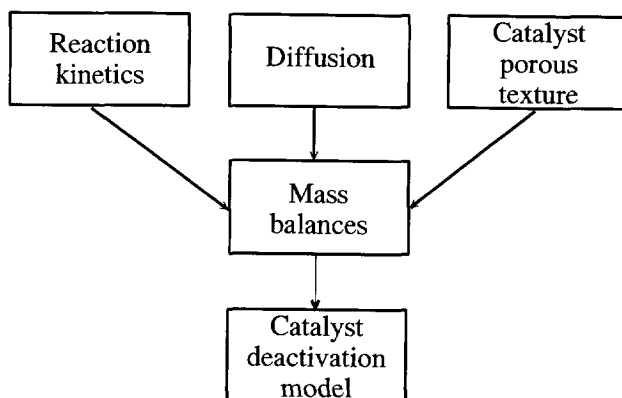 Reaction
kinetics
Diffusion
Catalyst
porous
texture
Mass
balances
Catalyst
deactivation
model